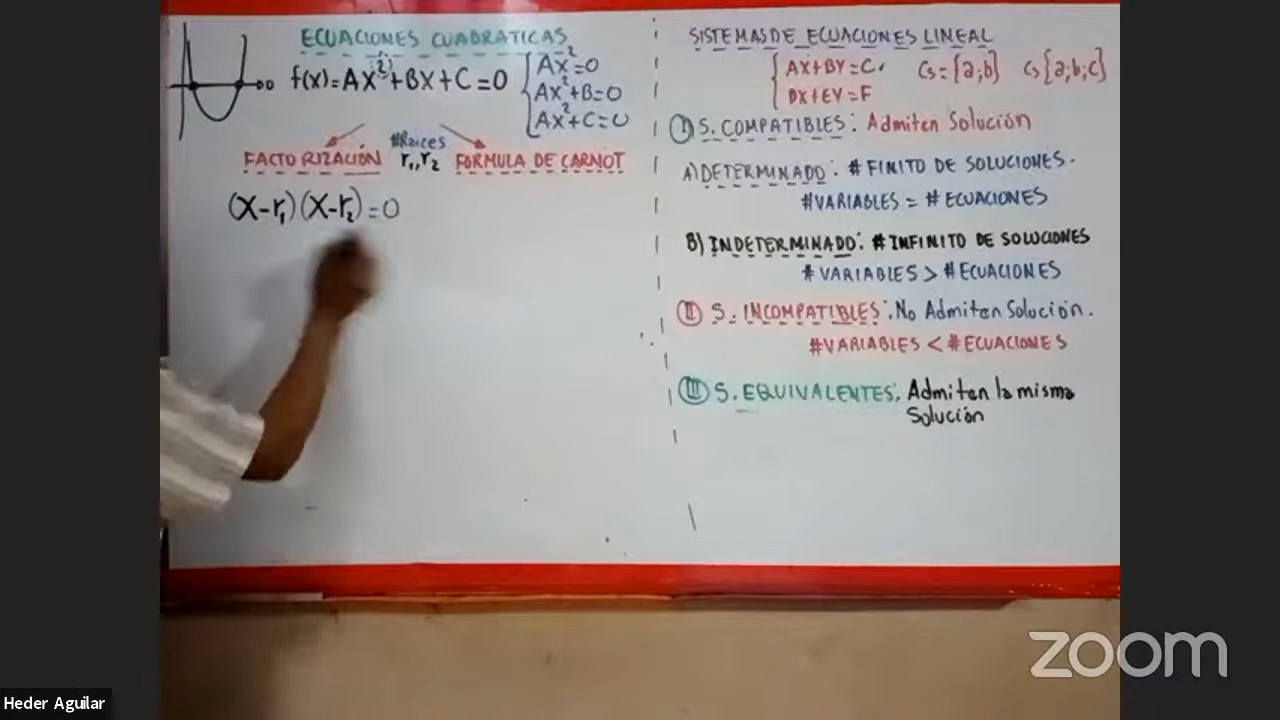 ECUACIONES CUADRATICAS
f(x)=AX²+BX+C=0
AX²=0
AX²+B=0
AX²+C=0
#Raices
FACTORIZACIÓN r₁,r₂ FORMULA DE CARNOT
(X-r₁)(X-r₂)=0
SISTEMAS DE ECUACIONES LINEAL
AX+BY=C Cs={a;b} Cs{a;b;c}
DX+EY=F
I S. COMPATIBLES: Admiten Solución
A) DETERMINADO: # FINITO DE SOLUCIONES.
#VARIABLES = # ECUACIONES
B) INDETERMINADO: # INFINITO DE SOLUCIONES
# VARIABLES > # ECUACIONES
II S. INCOMPATIBLES: No Admiten Solución.
#VARIABLES < # ECUACIONES
III S. EQUIVALENTES: Admiten la misma
Solución
zoom
Heder Aguilar